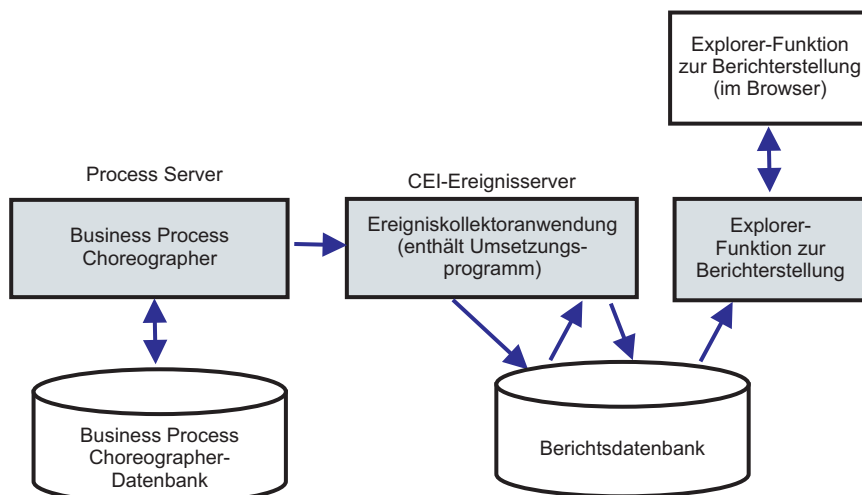 Explorer-Funktion
zur Berichterstellung
(im Browser)
Process Server
CEI-Ereignisserver
Business Process
Choreographer
Ereigniskollektoranwendung
(enthält Umsetzungs-
programm)
Explorer-
Funktion zur
Berichterstellung
Business Process
Choreographer-
Datenbank
Berichtsdatenbank